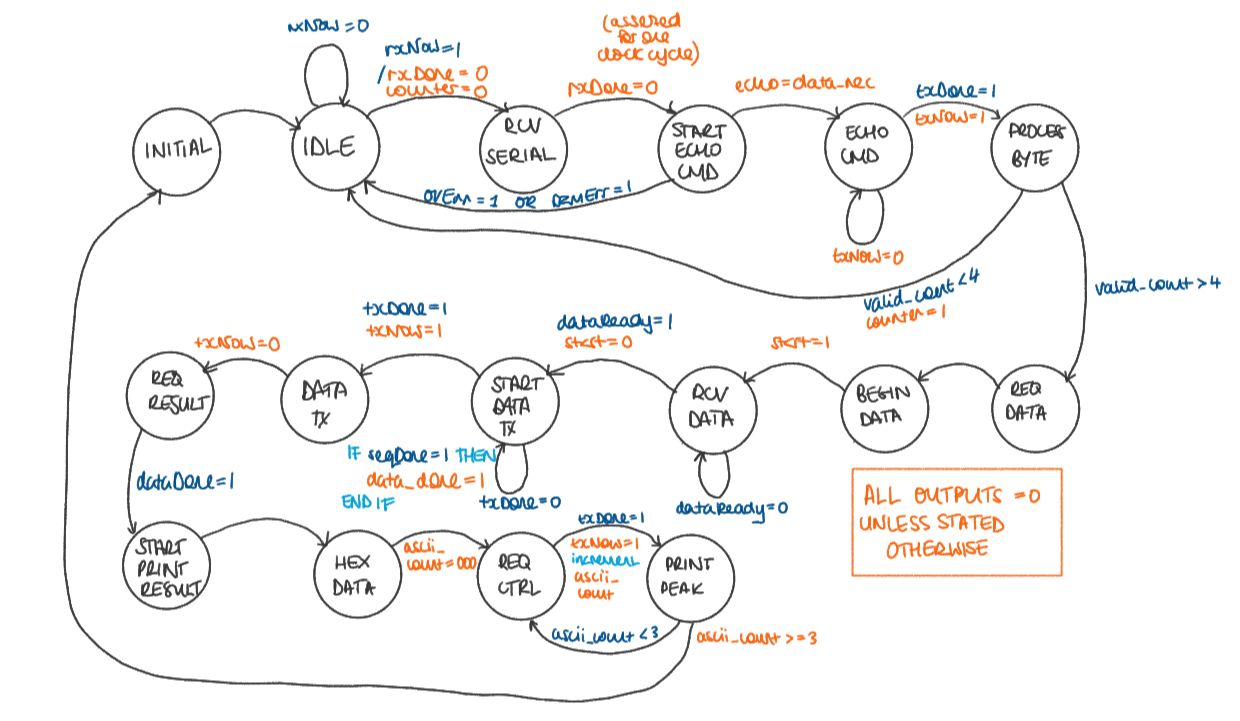 rxNow=0
rxNow=1
/rxDone=0
counter=0
(asserted
for one
clock cycle)
rxDone=0
echo=data_rec
txDone=1
txNow=1
INITIAL
IDLE
RCV
SERIAL
START
ECHO
CMD
ECHO
CMD
PROCESS
BYTE
OVErr=1 OR FRMErr=1
txNow=0
valid_count<4
counter=1
valid_count>4
txDone=1
txNow=1
dataReady=1
start=0
txNow=0
start=1
REQ
RESULT
DATA
TX
START
DATA
TX
RCV
DATA
BEGIN
DATA
REQ
DATA
IF seqDone=1 THEN
data_done=1
END IF
txDone=0
dataReady=0
dataDone=1
ALL OUTPUTS =0
UNLESS STATED
OTHERWISE
START
PRINT
RESULT
HEX
DATA
ascii_
count=000
REQ
CTRL
txDone=1
txNow=1
increment
ascii_
count
PRINT
PEAK
ascii_count<3
ascii_count>=3